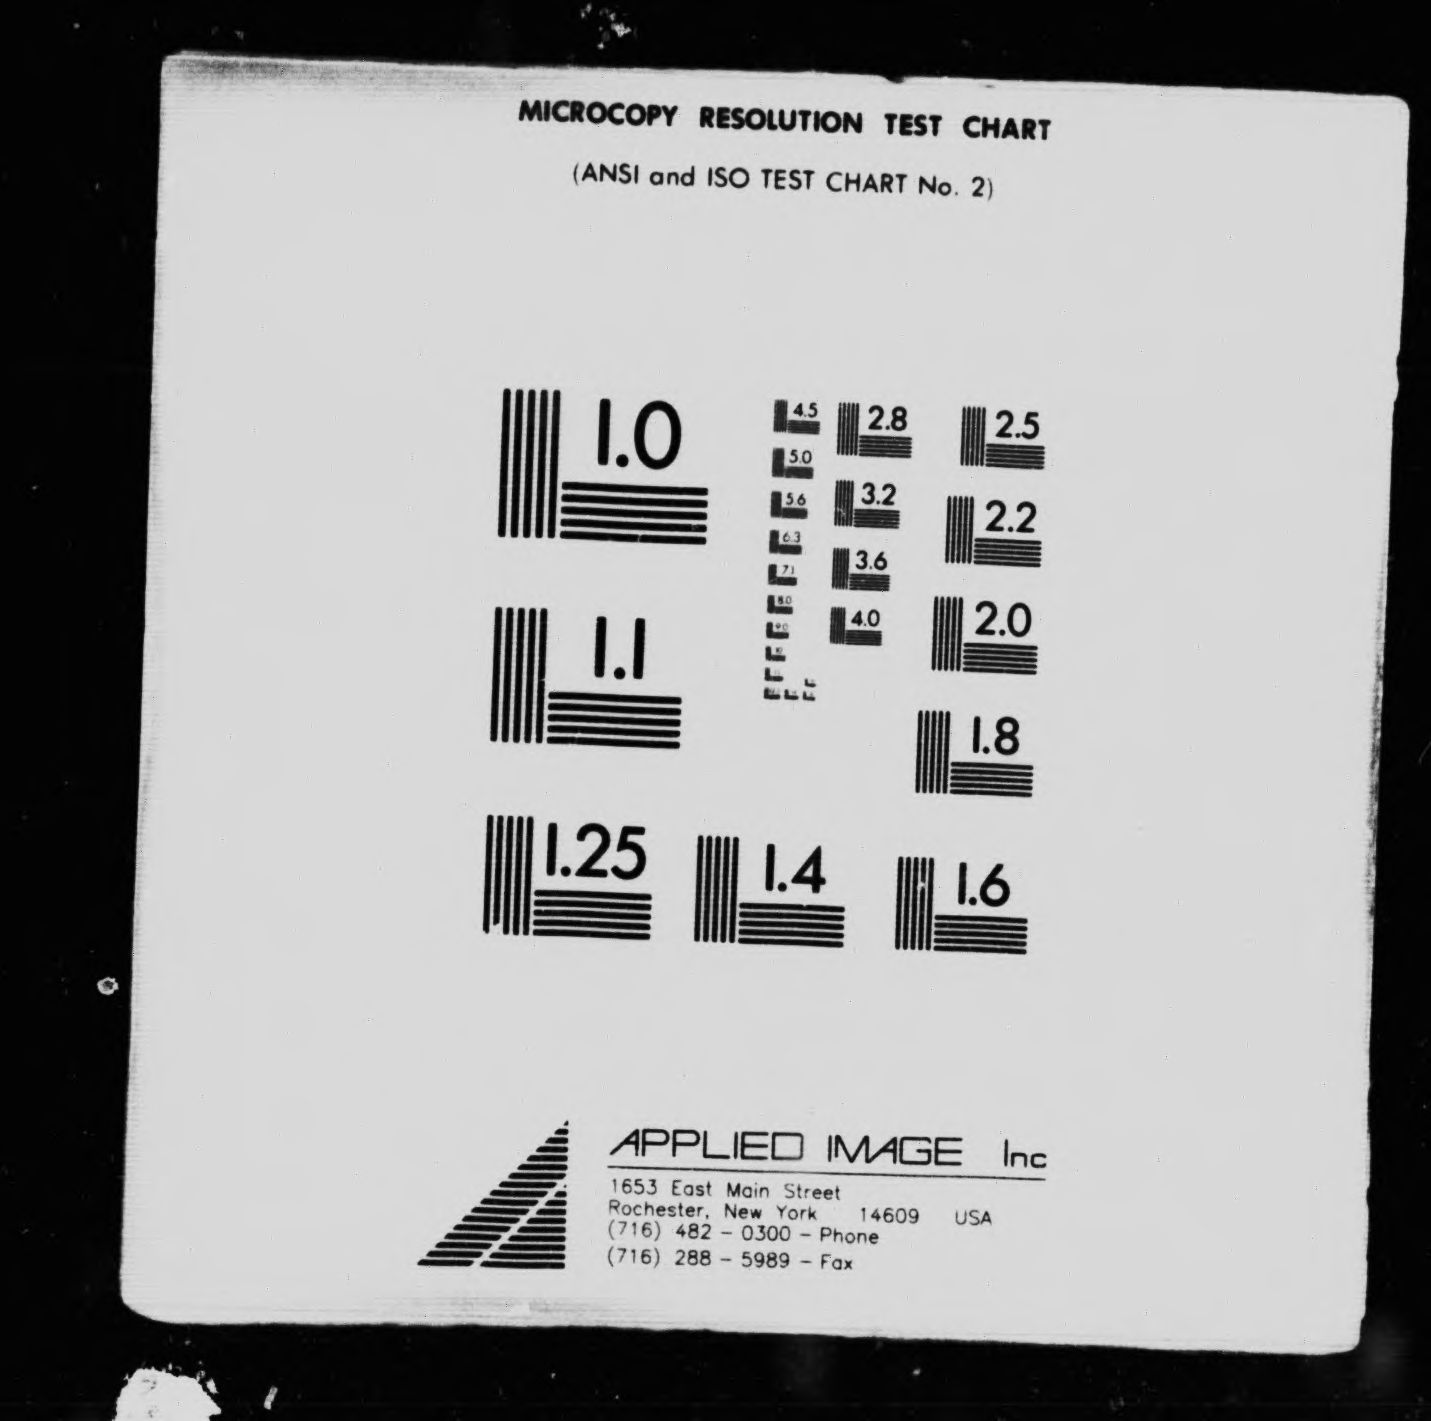 MICROCOPY RESOLUTION TEST CHART
(ANSI and ISO TEST CHART No. 2)
1.0
1.1
1.25
1.4
1.6
1.8
2.0
2.2
2.5
2.8
3.2
3.6
4.0
4.5
5.0
5.6
6.3
7.1
8.0
9.0
APPLIED IMAGE Inc
1653 East Main Street
Rochester, New York 14609 USA
(716) 482 - 0300 - Phone
(716) 288 - 5989 - Fax